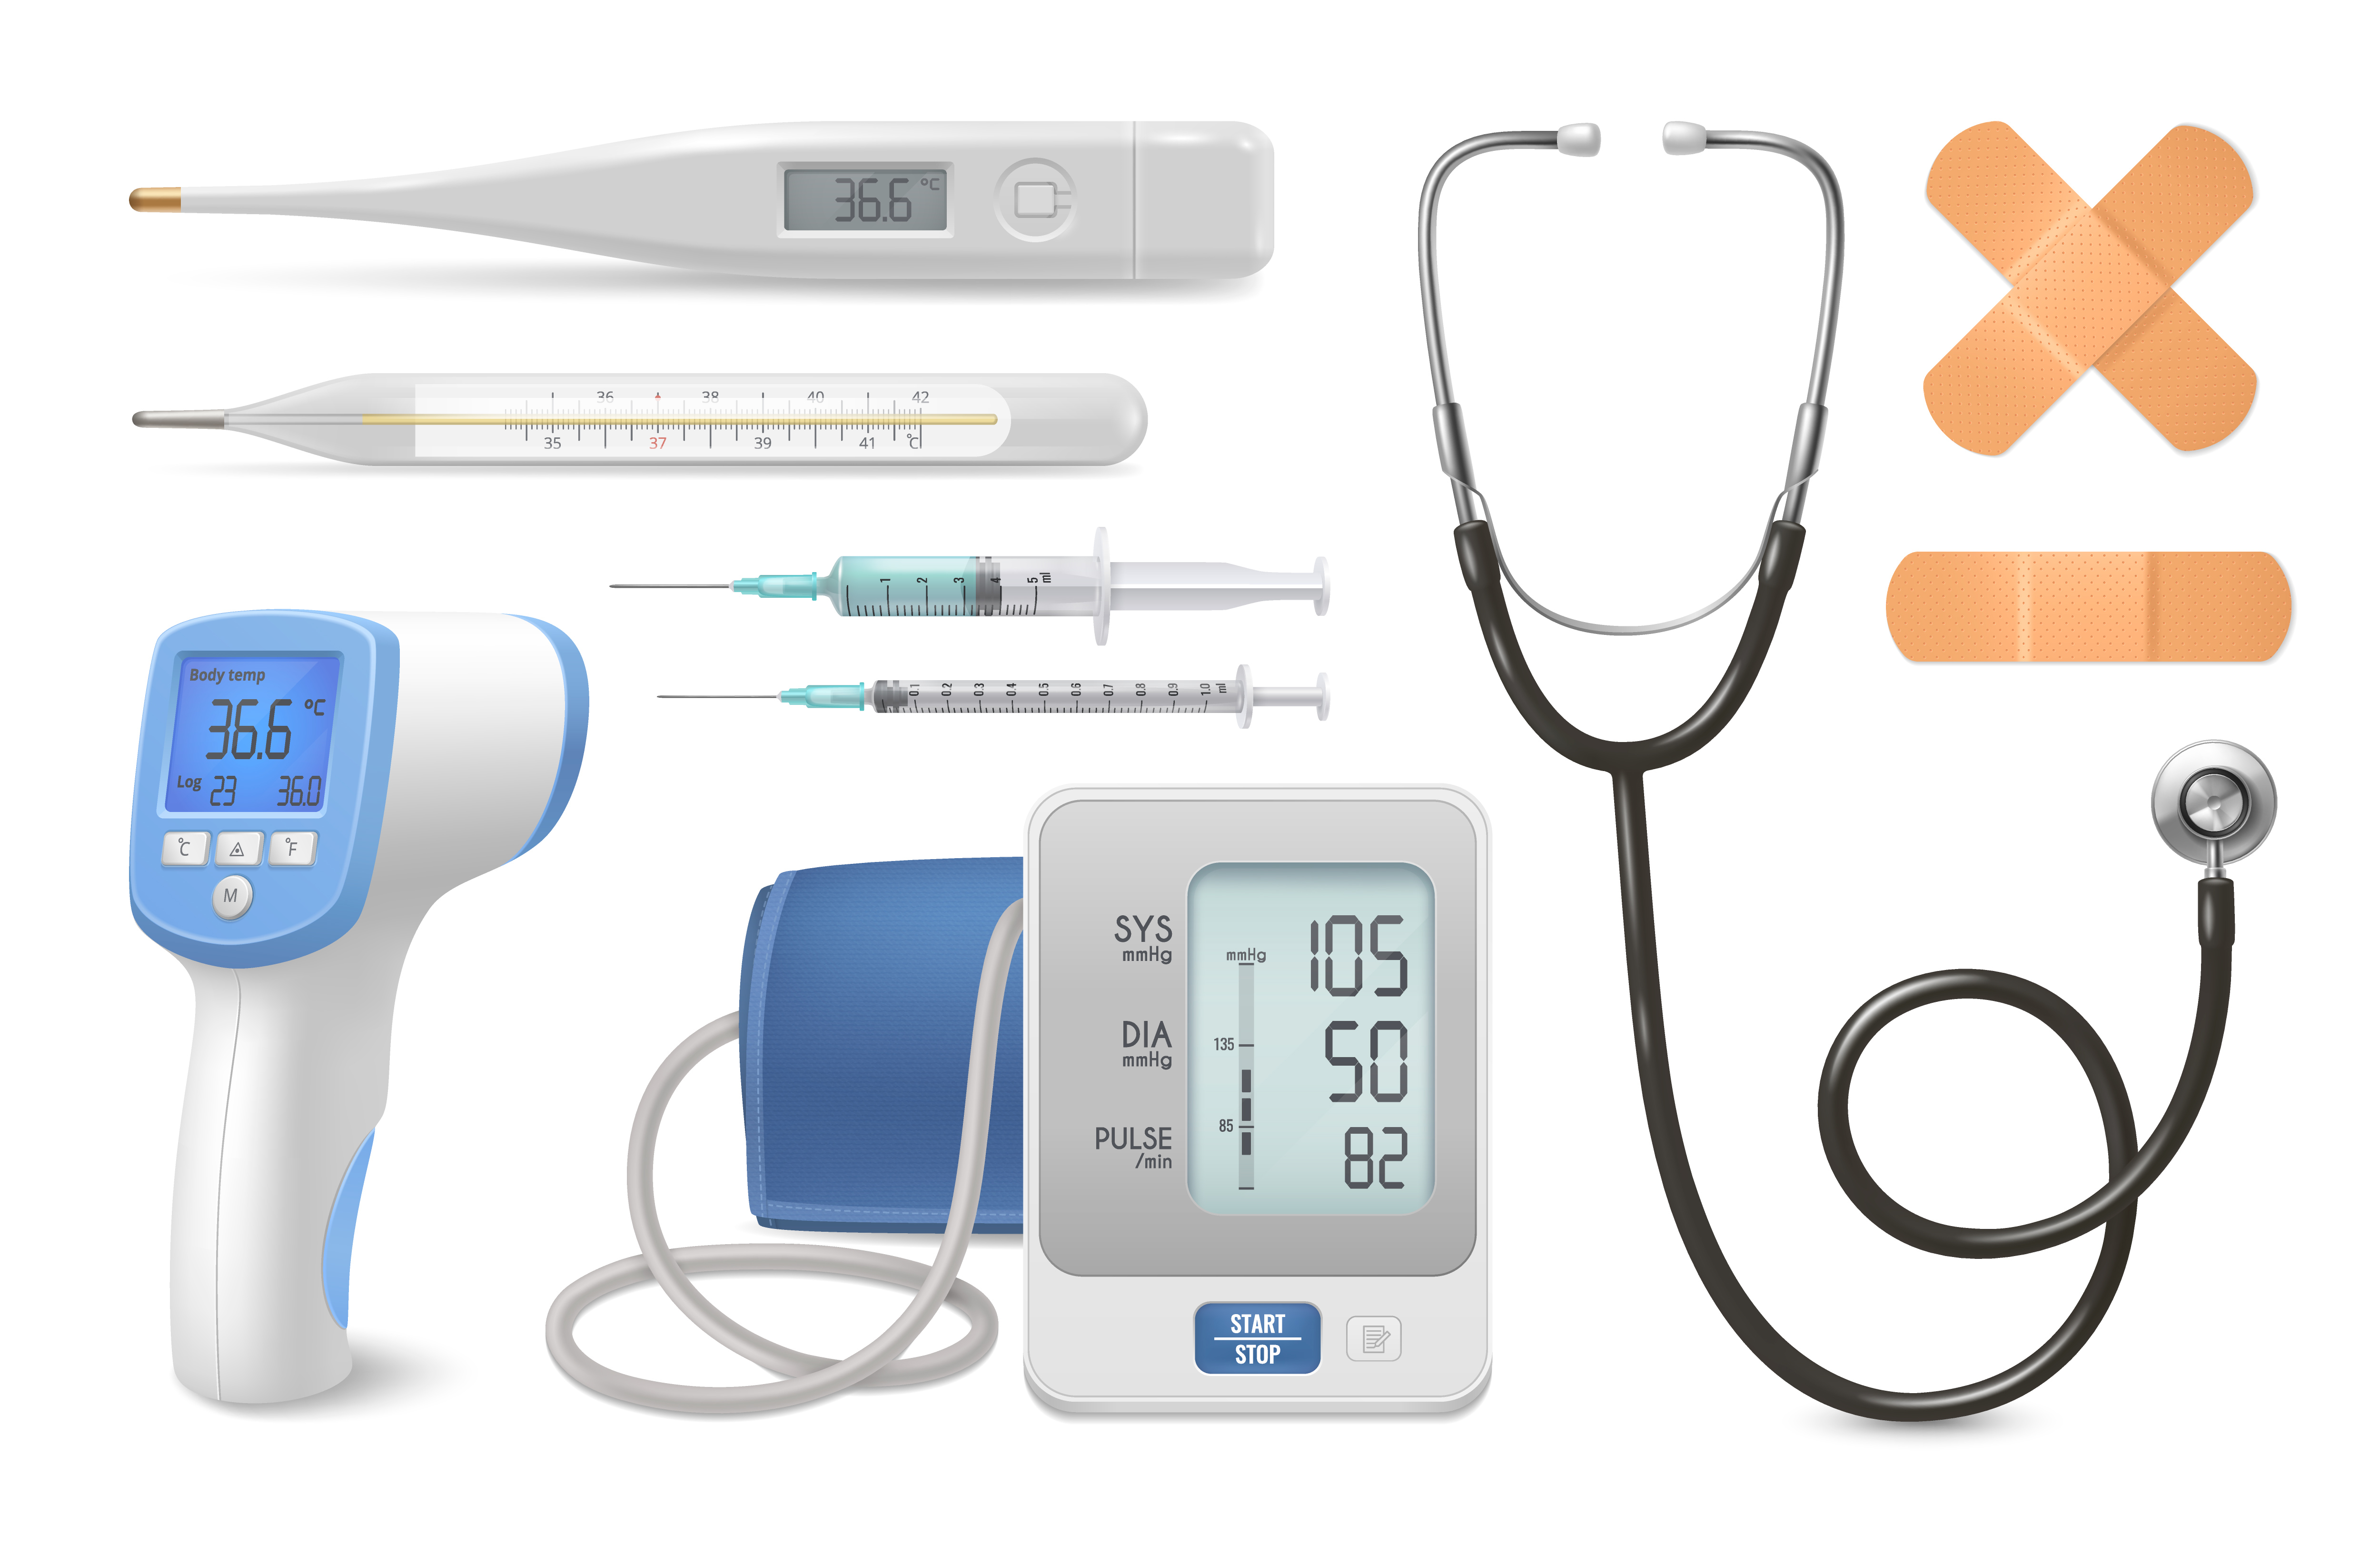 36.6 °C
36 38 40 42
35 37 39 41 °C
1 2 3 4 5 ml
0.1 0.2 0.3 0.4 0.5 0.6 0.7 0.8 0.9 1.0 ml
Body temp
36.6 °C
Log 23 36.0
°C °F
M
SYS
mmHg
mmHg
105
DIA
mmHg
135
50
PULSE
/min
85
82
START
STOP